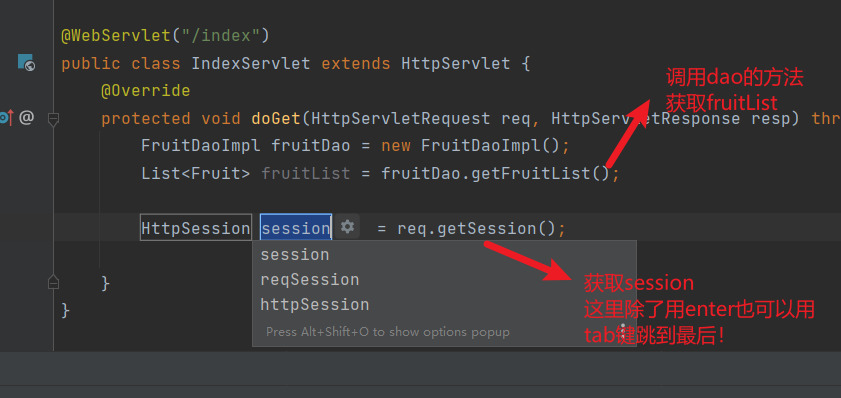 @WebServlet("/index")
public class IndexServlet extends HttpServlet {
@Override
protected void doGet(HttpServletRequest req, HttpServletResponse resp) thr
FruitDaoImpl fruitDao = new FruitDaoImpl();
List<Fruit> fruitList = fruitDao.getFruitList();
调用dao的方法
获取fruitList
HttpSession session = req.getSession();
session
reqSession
httpSession
Press Alt+Shift+O to show options popup
}
}
获取session
这里除了用enter也可以用
tab键跳到最后！